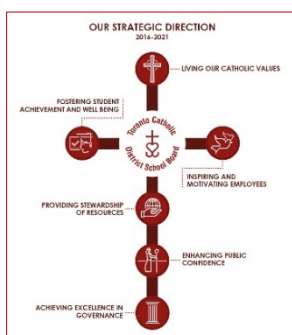 OUR STRATEGIC DIRECTION
2016-2021
LIVING OUR CATHOLIC VALUES
FOSTERING STUDENT
ACHIEVEMENT AND WELL BEING
Toronto Catholic
District School Board
INSPIRING AND
MOTIVATING EMPLOYEES
PROVIDING STEWARDSHIP
OF RESOURCES
ENHANCING PUBLIC
CONFIDENCE
ACHIEVING EXCELLENCE IN
GOVERNANCE